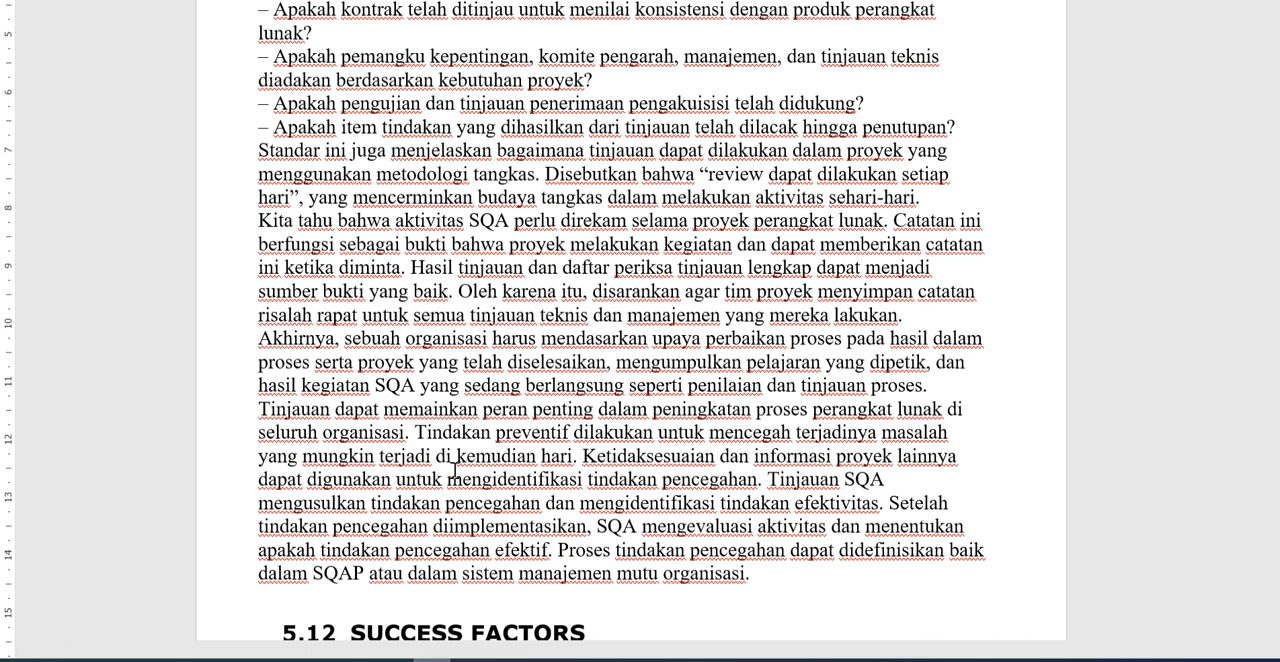 – Apakah kontrak telah ditinjau untuk menilai konsistensi dengan produk perangkat
lunak?
– Apakah pemangku kepentingan, komite pengarah, manajemen, dan tinjauan teknis
diadakan berdasarkan kebutuhan proyek?
– Apakah pengujian dan tinjauan penerimaan pengakuisisi telah didukung?
– Apakah item tindakan yang dihasilkan dari tinjauan telah dilacak hingga penutupan?
Standar ini juga menjelaskan bagaimana tinjauan dapat dilakukan dalam proyek yang
menggunakan metodologi tangkas. Disebutkan bahwa “review dapat dilakukan setiap
hari”, yang mencerminkan budaya tangkas dalam melakukan aktivitas sehari-hari.
Kita tahu bahwa aktivitas SQA perlu direkam selama proyek perangkat lunak. Catatan ini
berfungsi sebagai bukti bahwa proyek melakukan kegiatan dan dapat memberikan catatan
ini ketika diminta. Hasil tinjauan dan daftar periksa tinjauan lengkap dapat menjadi
sumber bukti yang baik. Oleh karena itu, disarankan agar tim proyek menyimpan catatan
risalah rapat untuk semua tinjauan teknis dan manajemen yang mereka lakukan.
Akhirnya, sebuah organisasi harus mendasarkan upaya perbaikan proses pada hasil dalam
proses serta proyek yang telah diselesaikan, mengumpulkan pelajaran yang dipetik, dan
hasil kegiatan SQA yang sedang berlangsung seperti penilaian dan tinjauan proses.
Tinjauan dapat memainkan peran penting dalam peningkatan proses perangkat lunak di
seluruh organisasi. Tindakan preventif dilakukan untuk mencegah terjadinya masalah
yang mungkin terjadi di kemudian hari. Ketidaksesuaian dan informasi proyek lainnya
dapat digunakan untuk mengidentifikasi tindakan pencegahan. Tinjauan SQA
mengusulkan tindakan pencegahan dan mengidentifikasi tindakan efektivitas. Setelah
tindakan pencegahan diimplementasikan, SQA mengevaluasi aktivitas dan menentukan
apakah tindakan pencegahan efektif. Proses tindakan pencegahan dapat didefinisikan baik
dalam SQAP atau dalam sistem manajemen mutu organisasi.
5.12 SUCCESS FACTORS
5
6
7
8
9
10
11
12
13
14
15